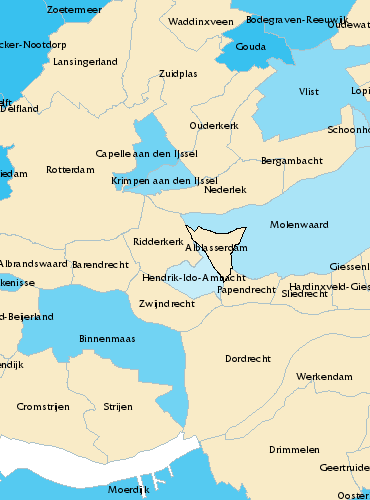 Zoetermeer
Waddinxveen
Bodegraven-Reeuwijk
Oudewat
cker-Nootdorp
Gouda
Lansingerland
Zuidplas
Vlist
Lopi
elft
Delfland
Ouderkerk
Schoonho
Capelle aan den IJssel
Bergambacht
Rotterdam
iedam
Krimpen aan den IJssel
Nederlek
Molenwaard
Ridderkerk
Alblasserdam
Albrandswaard
Barendrecht
Giessenl
Hendrik-Ido-Ambacht
kenisse
Papendrecht
Hardinxveld-Gies
Sliedrecht
Zwijndrecht
d-Beijerland
Binnenmaas
Dordrecht
endijk
Werkendam
Cromstrijen
Strijen
Drimmelen
Geertruide
Moerdijk
Ooster